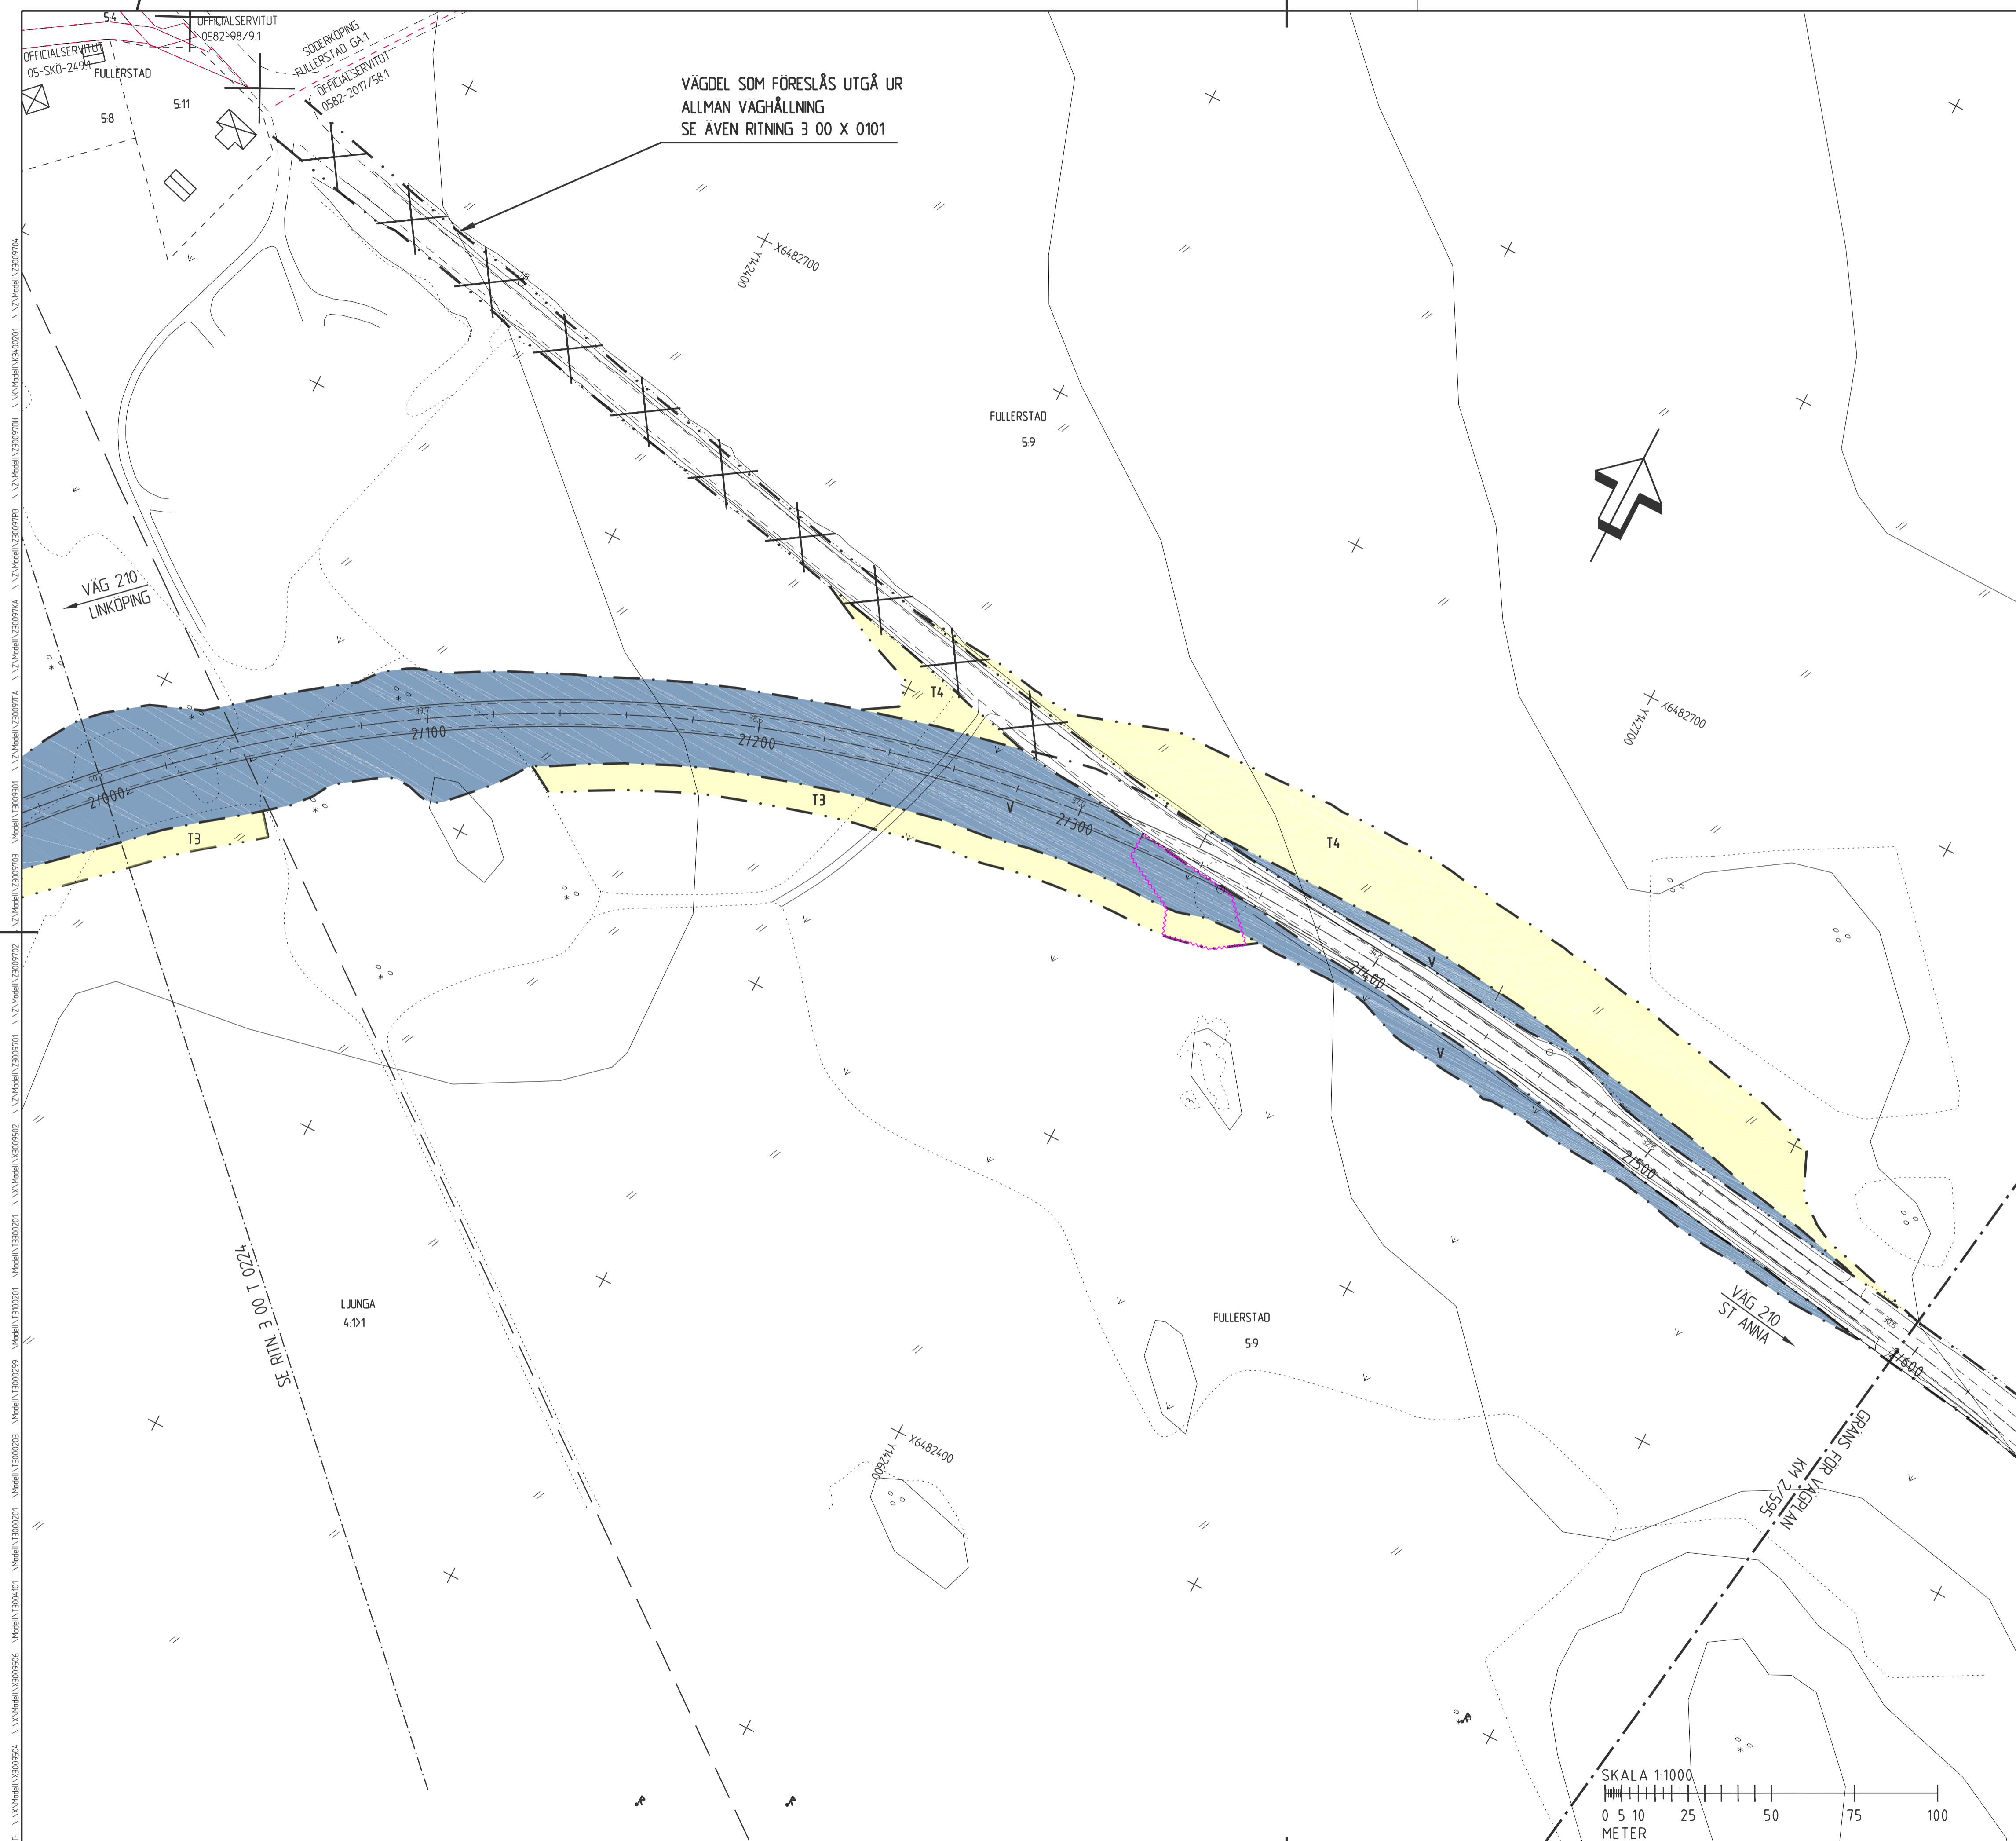 5:4
OFFICIALSERVITUT
0582-98/9.1
OFFICIALSERVITUT
05-SKÖ-249.1
FULLERSTAD
5:11
5:8
SÖDERKÖPING
FULLERSTAD GA:1
OFFICIALSERVITUT
0582-2017/58.1
VÄGDEL SOM FÖRESLÅS UTGÅ UR
ALLMÄN VÄGHÅLLNING
SE ÄVEN RITNING 3 00 X 0101
X6482700
Y142400
FULLERSTAD
5:9
VÄG 210
LINKÖPING
X6482700
Y142700
T4
T4
T3
T3
V
V
V
2/000
2/100
2/200
2/300
2/400
2/500
2/600
SE RITN 3 00 T 0224
LJUNGA
4:1>1
FULLERSTAD
5:9
VÄG 210
ST ANNA
X6482400
Y142600
GRÄNS FÖR VÄGPLAN
KM 2/595
SKALA 1:1000
0 5 10 25 50 75 100
METER